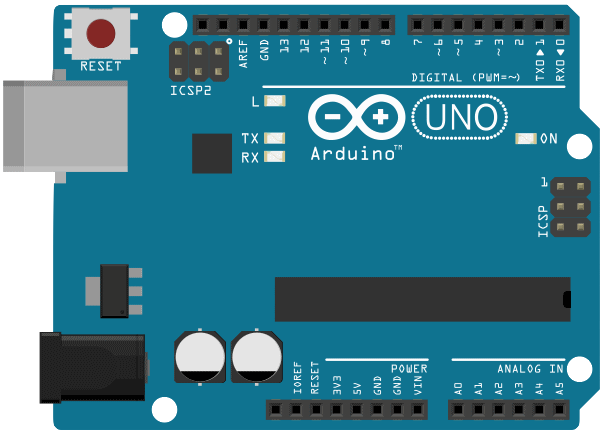 RESET
ICSP2
AREF
GND
13
12
~11
~10
~9
8
7
~6
~5
4
~3
2
TX0 ▶ 1
RX0 ◀ 0
DIGITAL (PWM=~)
L
TX
RX
Arduino™
UNO
ON
1
ICSP
POWER
IOREF
RESET
3V3
5V
GND
GND
VIN
ANALOG IN
A0
A1
A2
A3
A4
A5